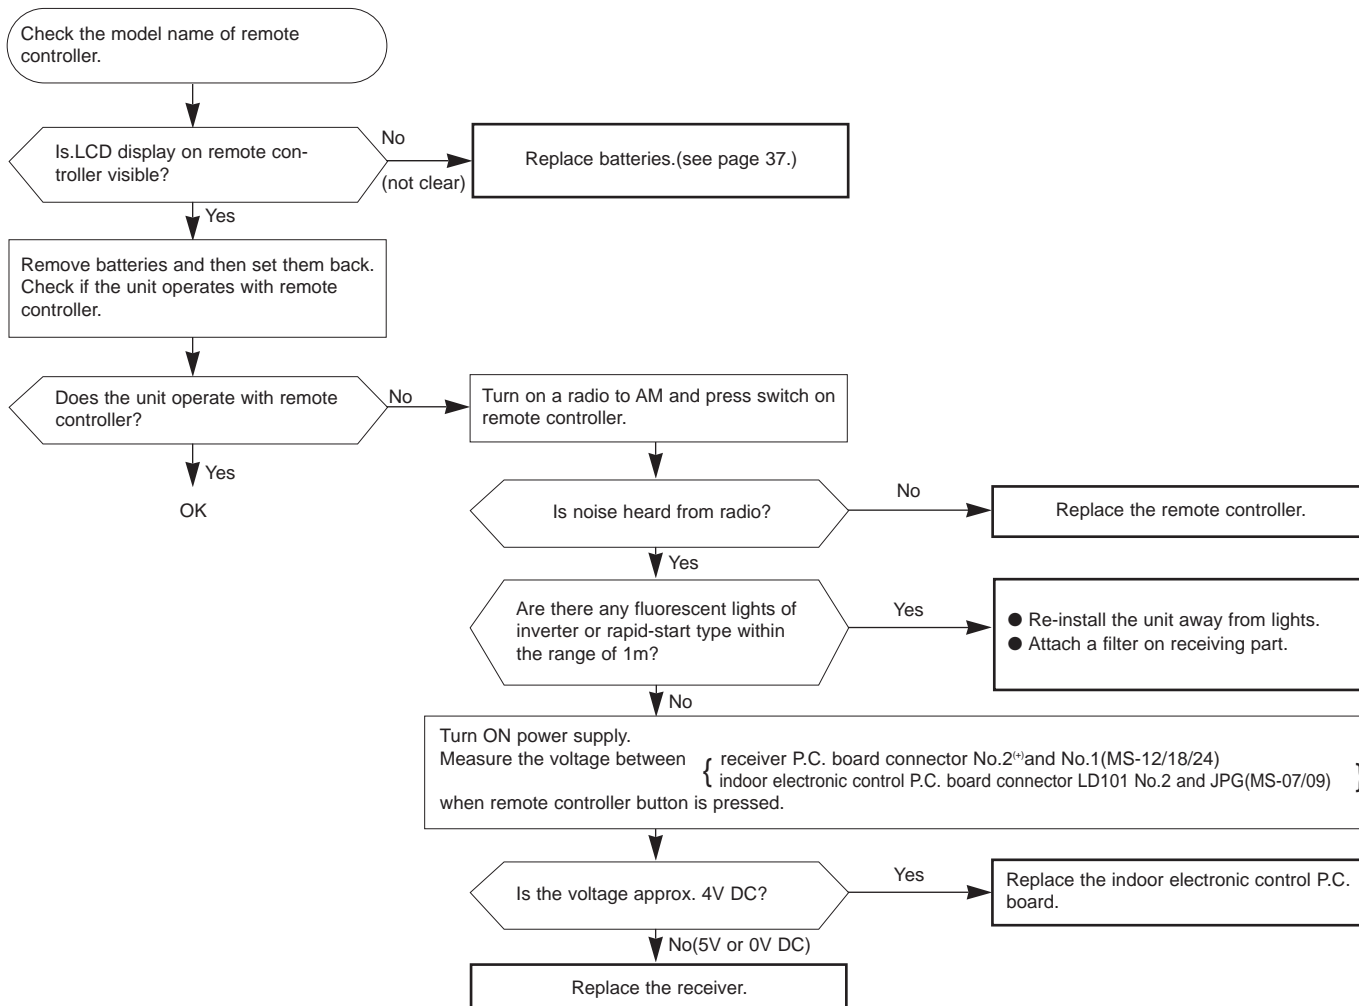 Check the model name of remote
controller.
Is.LCD display on remote con-
troller visible?
No
(not clear)
Replace batteries.(see page 37.)
Yes
Remove batteries and then set them back.
Check if the unit operates with remote
controller.
Does the unit operate with remote
controller?
No
Turn on a radio to AM and press switch on
remote controller.
Yes
OK
Is noise heard from radio?
No
Replace the remote controller.
Yes
Are there any fluorescent lights of
inverter or rapid-start type within
the range of 1m?
Yes
● Re-install the unit away from lights.
● Attach a filter on receiving part.
No
Turn ON power supply.
Measure the voltage between
{ receiver P.C. board connector No.2(+)and No.1(MS-12/18/24)
indoor electronic control P.C. board connector LD101 No.2 and JPG(MS-07/09) }
when remote controller button is pressed.
Is the voltage approx. 4V DC?
Yes
Replace the indoor electronic control P.C.
board.
No(5V or 0V DC)
Replace the receiver.